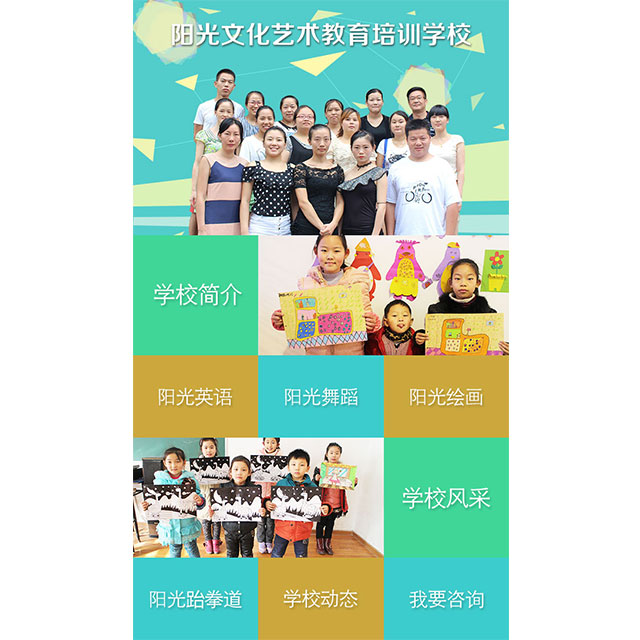 阳光文化艺术教育培训学校
学校简介
阳光英语
阳光舞蹈
阳光绘画
学校风采
阳光跆拳道
学校动态
我要咨询